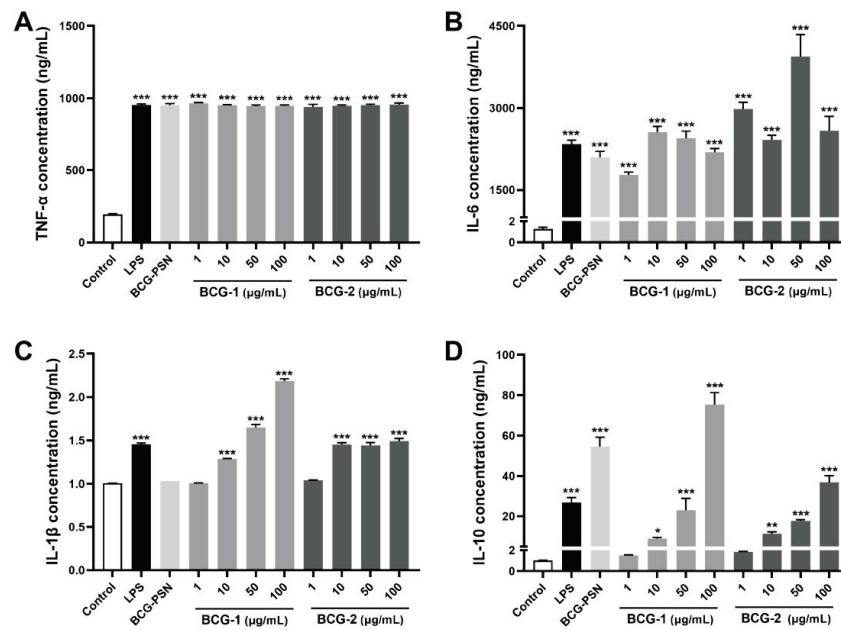 A
TNF-α concentration (ng/mL)
1500
1000
500
0
*** *** *** *** *** *** *** *** *** ***
Control LPS BCG-PSN 1 10 50 100 1 10 50 100
BCG-1 (μg/mL) BCG-2 (μg/mL)
B
IL-6 concentration (ng/mL)
4500
3000
1500
2
0
*** *** *** *** *** *** *** *** *** ***
Control LPS BCG-PSN 1 10 50 100 1 10 50 100
BCG-1 (μg/mL) BCG-2 (μg/mL)
C
IL-1β concentration (ng/mL)
2.5
2.0
1.5
1.0
0.5
0.0
*** *** *** *** *** *** ***
Control LPS BCG-PSN 1 10 50 100 1 10 50 100
BCG-1 (μg/mL) BCG-2 (μg/mL)
D
IL-10 concentration (ng/mL)
100
80
60
40
20
2
0
*** *** * *** *** ** *** ***
Control LPS BCG-PSN 1 10 50 100 1 10 50 100
BCG-1 (μg/mL) BCG-2 (μg/mL)